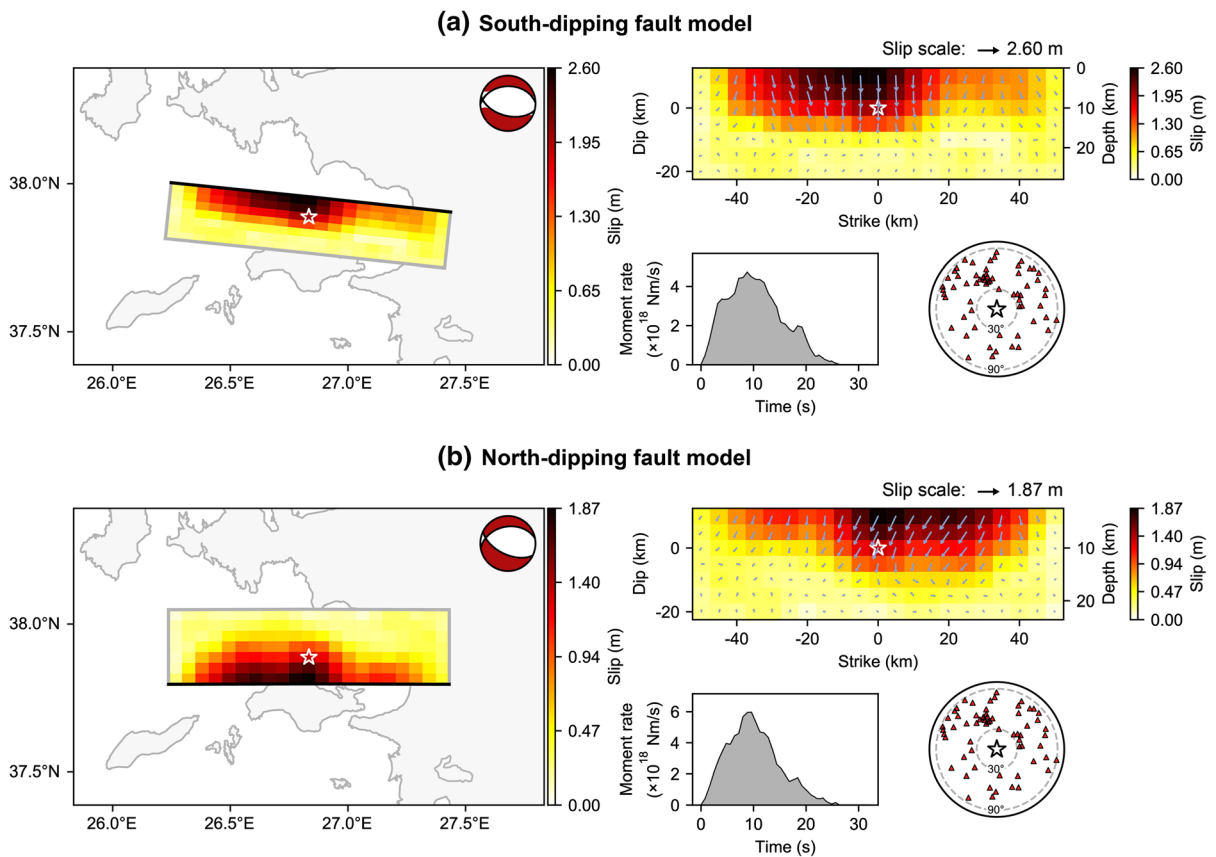 (a) South-dipping fault model
Slip scale: 2.60 m
38.0°N
37.5°N
26.0°E 26.5°E 27.0°E 27.5°E
2.60
1.95
1.30
0.65
0.00
Slip (m)
Dip (km)
0
-20
-40 -20 0 20 40
Strike (km)
0
10
20
Depth (km)
2.60
1.95
1.30
0.65
0.00
Slip (m)
Moment rate
(×10¹⁸ Nm/s)
4
2
0
0 10 20 30
Time (s)
30°
90°
(b) North-dipping fault model
Slip scale: 1.87 m
38.0°N
37.5°N
26.0°E 26.5°E 27.0°E 27.5°E
1.87
1.40
0.94
0.47
0.00
Slip (m)
Dip (km)
0
-20
-40 -20 0 20 40
Strike (km)
10
20
Depth (km)
1.87
1.40
0.94
0.47
0.00
Slip (m)
Moment rate
(×10¹⁸ Nm/s)
6
4
2
0
0 10 20 30
Time (s)
30°
90°